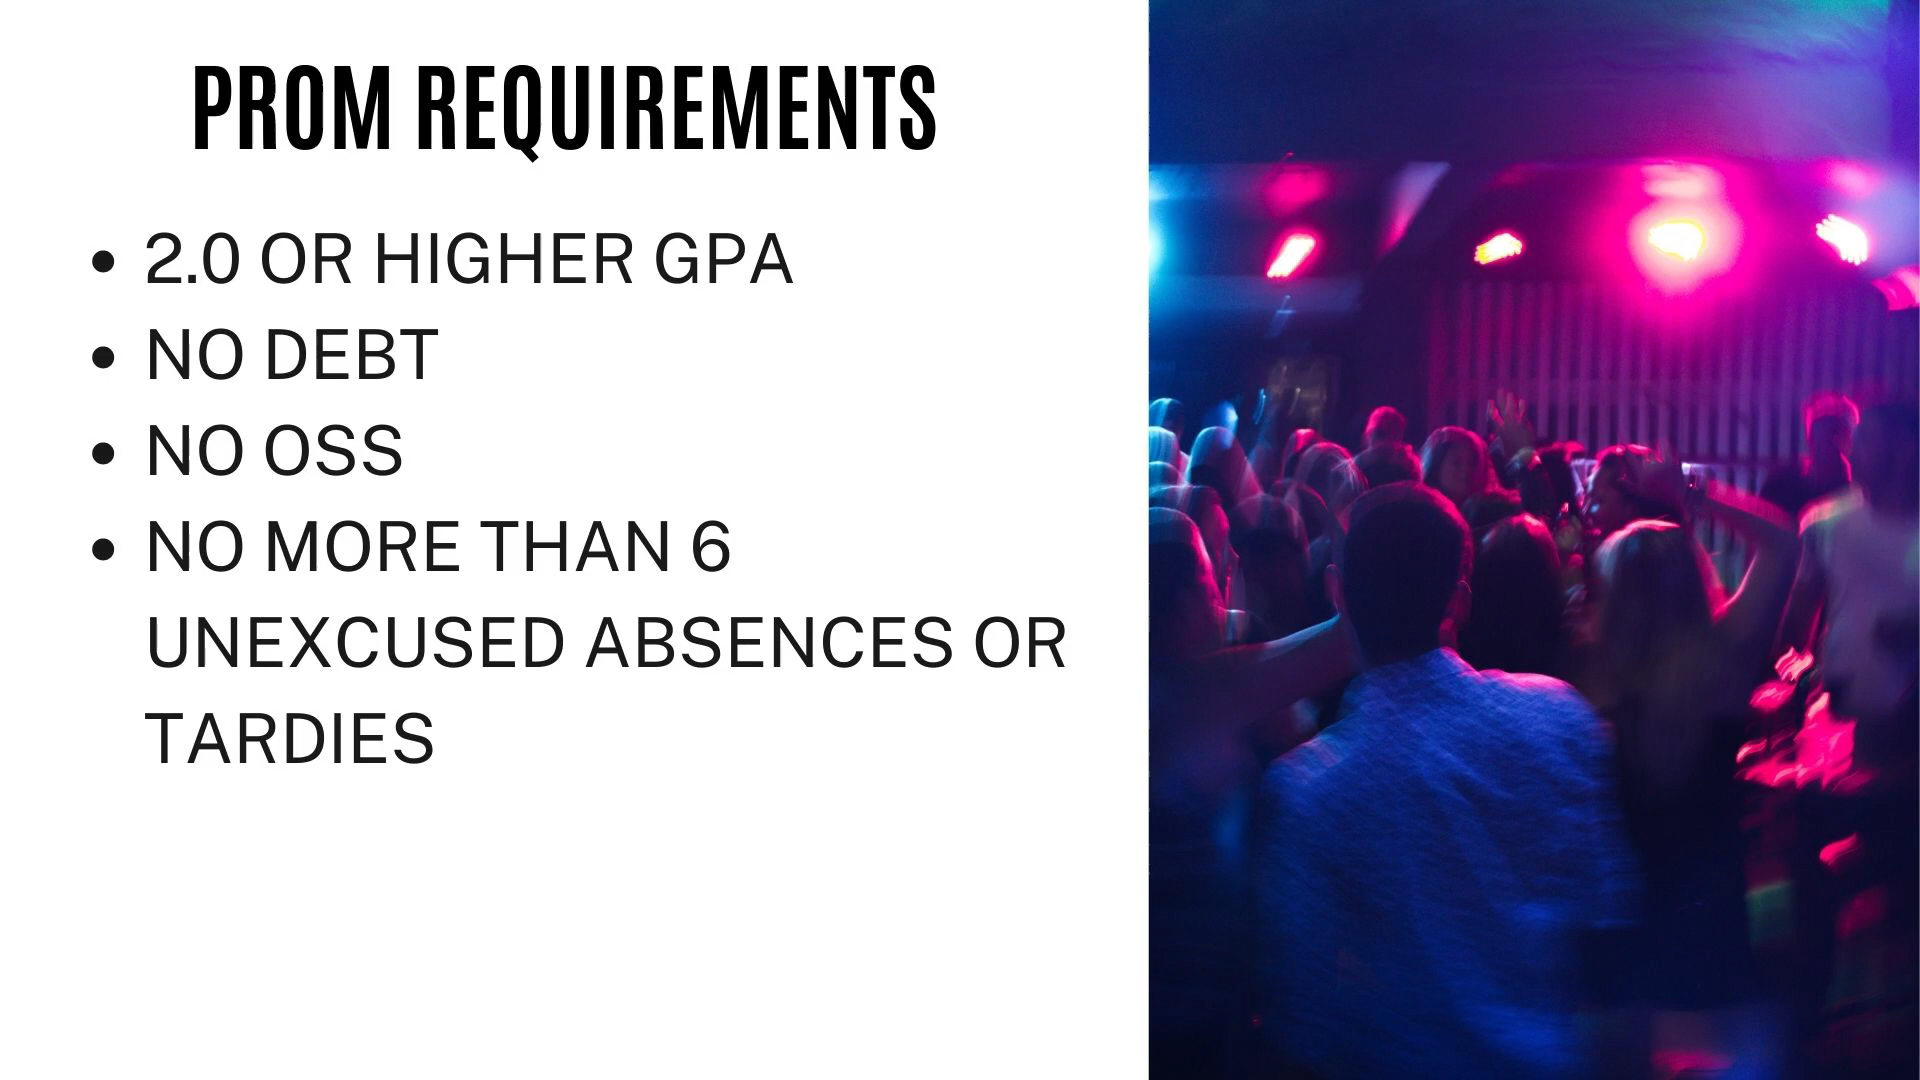 PROM REQUIREMENTS
• 2.0 OR HIGHER GPA
• NO DEBT
• NO OSS
• NO MORE THAN 6
UNEXCUSED ABSENCES OR
TARDIES